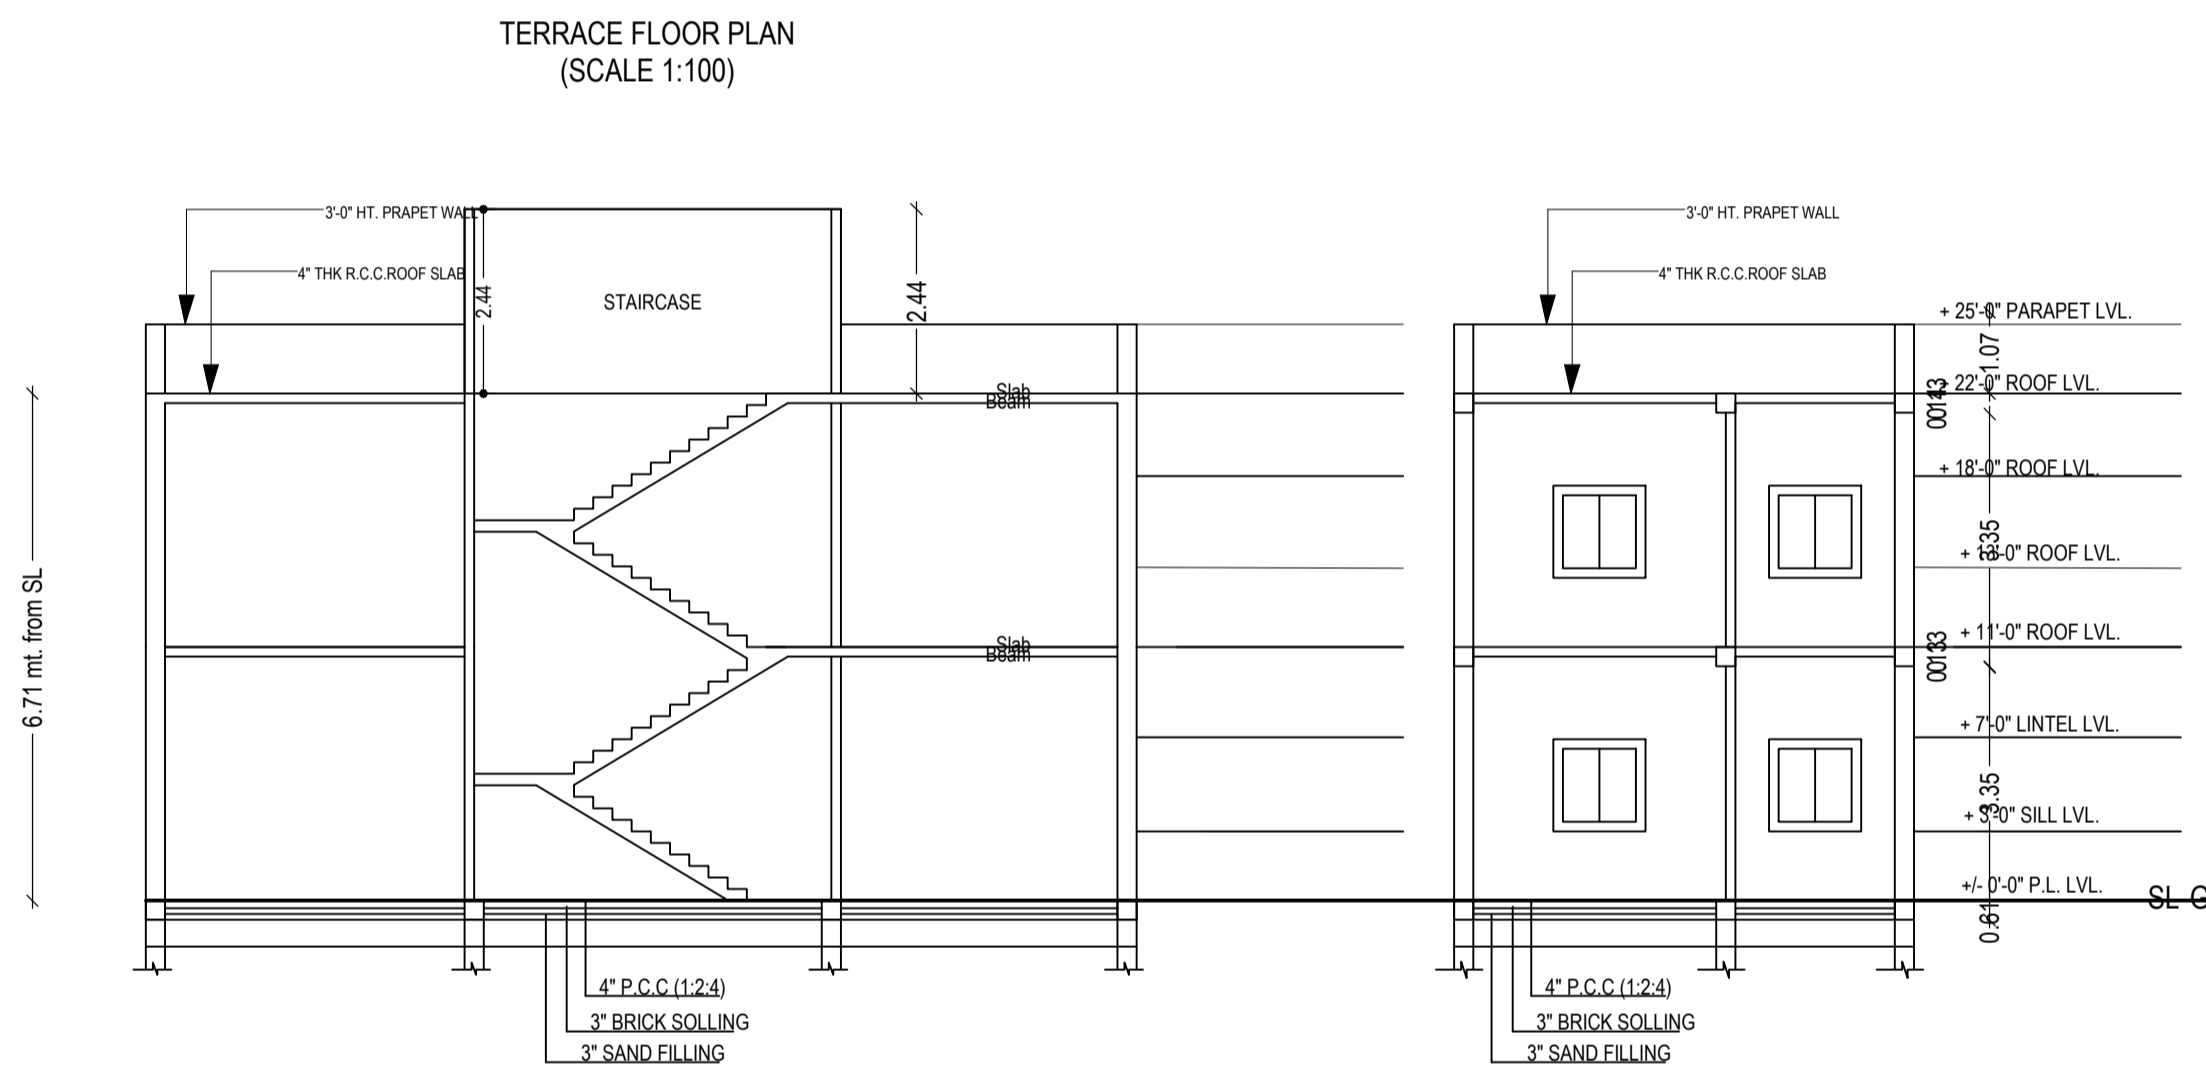 TERRACE FLOOR PLAN
(SCALE 1:100)
3'-0" HT. PRAPET WALL
4" THK R.C.C.ROOF SLAB
2.44
STAIRCASE
2.44
Slab
Beam
6.71 mt. from SL
Slab
Beam
4" P.C.C (1:2:4)
3" BRICK SOLLING
3" SAND FILLING
3'-0" HT. PRAPET WALL
4" THK R.C.C.ROOF SLAB
+ 25'-0" PARAPET LVL.
1.07
+ 22'-0" ROOF LVL.
+ 18'-0" ROOF LVL.
3.35
+ 13'-0" ROOF LVL.
+ 11'-0" ROOF LVL.
+ 7'-0" LINTEL LVL.
3.35
+ 3'-0" SILL LVL.
+/- 0'-0" P.L. LVL.
SL
0.61
4" P.C.C (1:2:4)
3" BRICK SOLLING
3" SAND FILLING